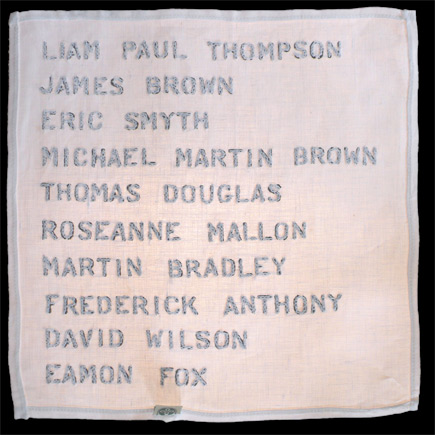 LIAM PAUL THOMPSON
JAMES BROWN
ERIC SMYTH
MICHAEL MARTIN BROWN
THOMAS DOUGLAS
ROSEANNE MALLON
MARTIN BRADLEY
FREDERICK ANTHONY
DAVID WILSON
EAMON FOX